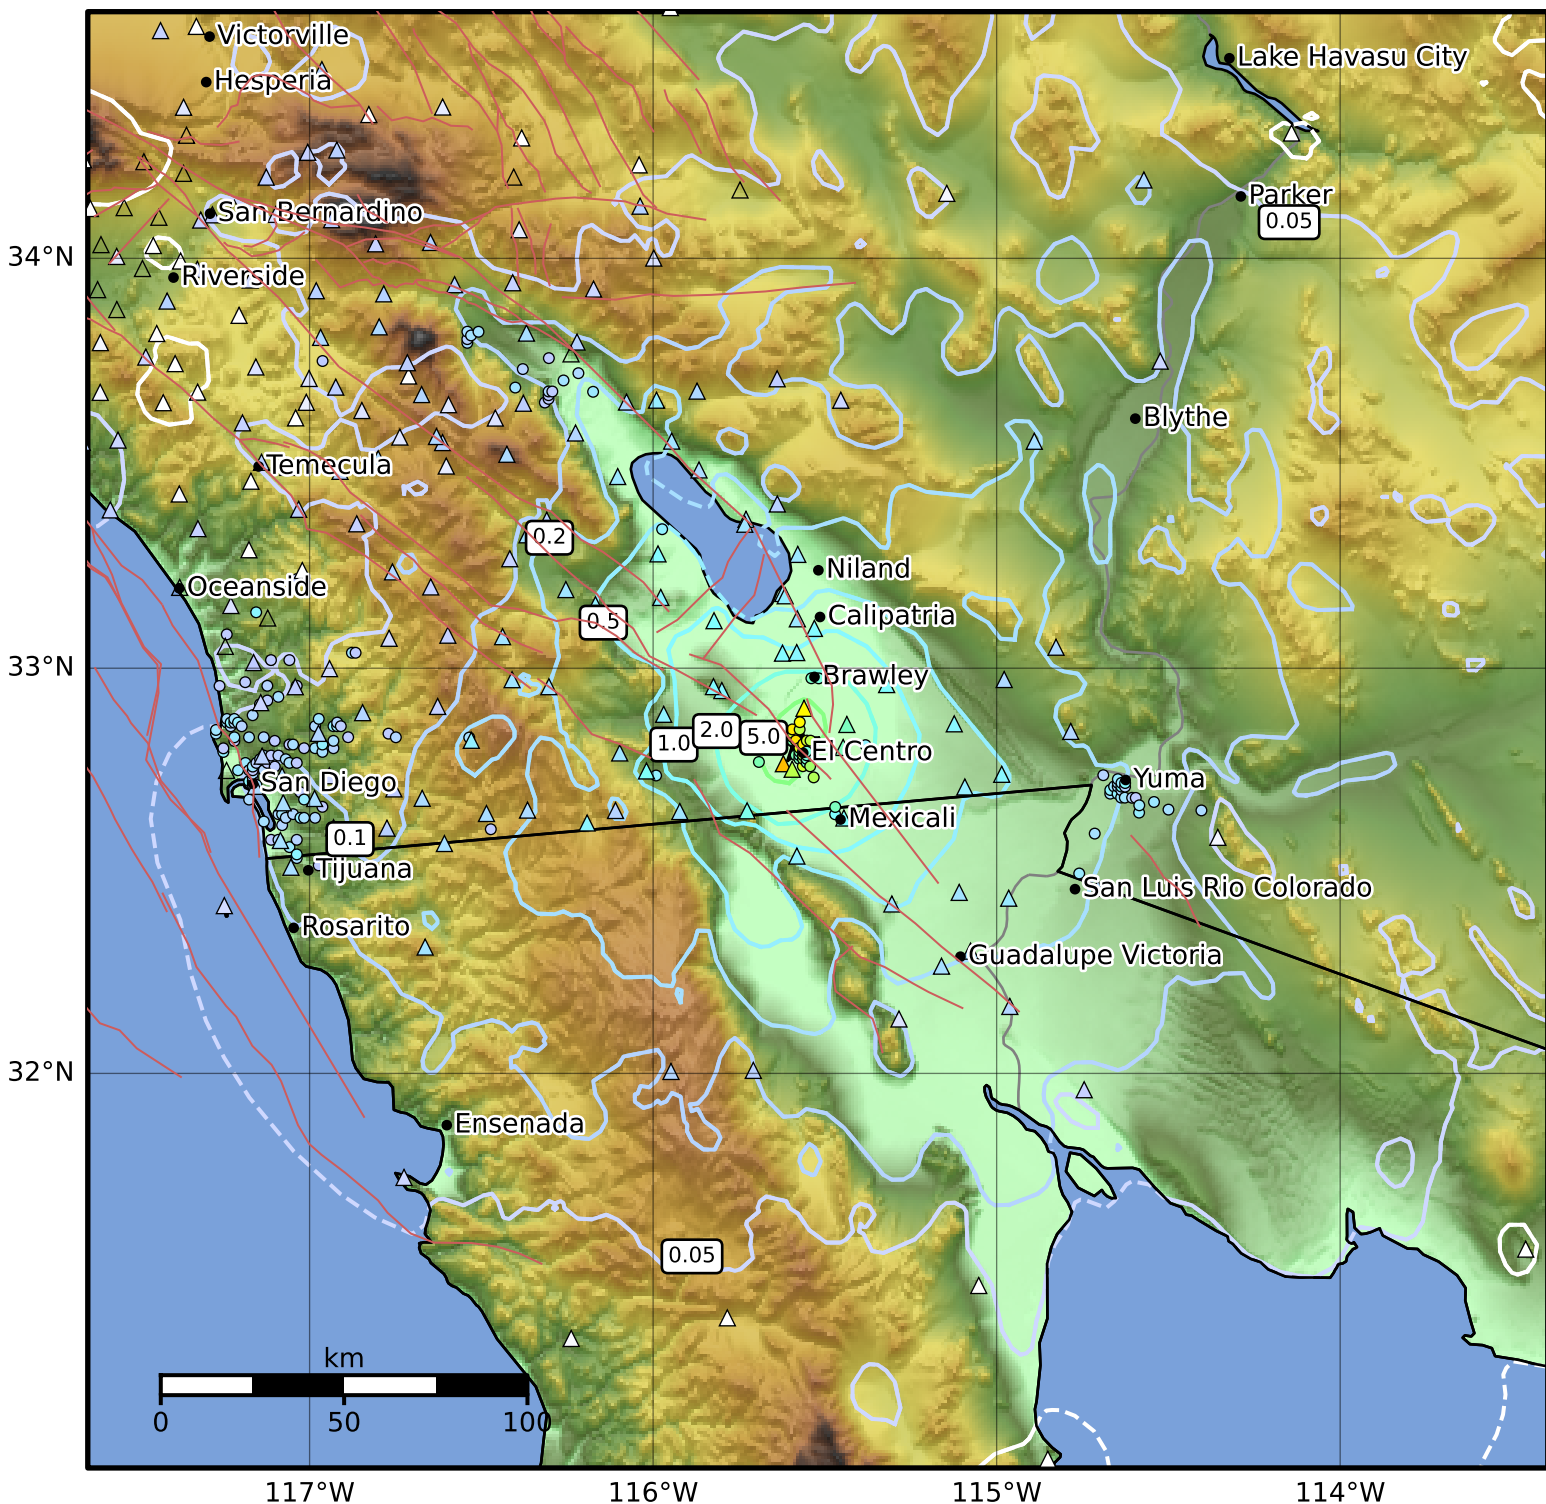 Victorville
Lake Havasu City
Hesperia
Parker
San Bernardino
0.05
34°N
Riverside
Blythe
Temecula
0.2
Niland
Oceanside
Calipatria
0.5
33°N
Brawley
1.0
2.0
5.0
El Centro
San Diego
Yuma
Mexicali
0.1
Tijuana
San Luis Rio Colorado
Rosarito
Guadalupe Victoria
32°N
Ensenada
0.05
km
0
50
100
117°W
116°W
115°W
114°W